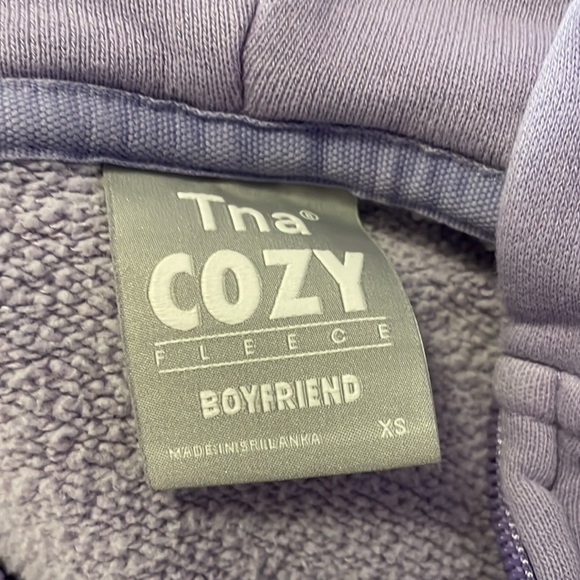 Tna®
COZY
FLEECE
BOYFRIEND
MADE IN SRI LANKA XS